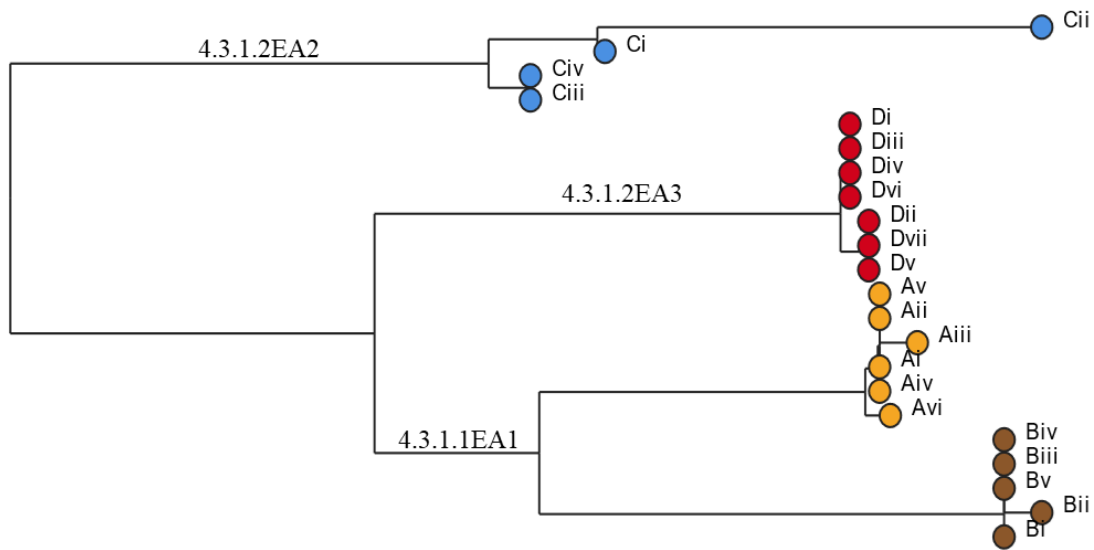 Cii
Ci
4.3.1.2EA2
Civ
Ciii
Di
Diii
Div
Dvi
4.3.1.2EA3
Dii
Dvii
Dv
Av
Aii
Aiii
Ai
Aiv
Avi
Biv
4.3.1.1EA1
Biii
Bv
Bii
Bi